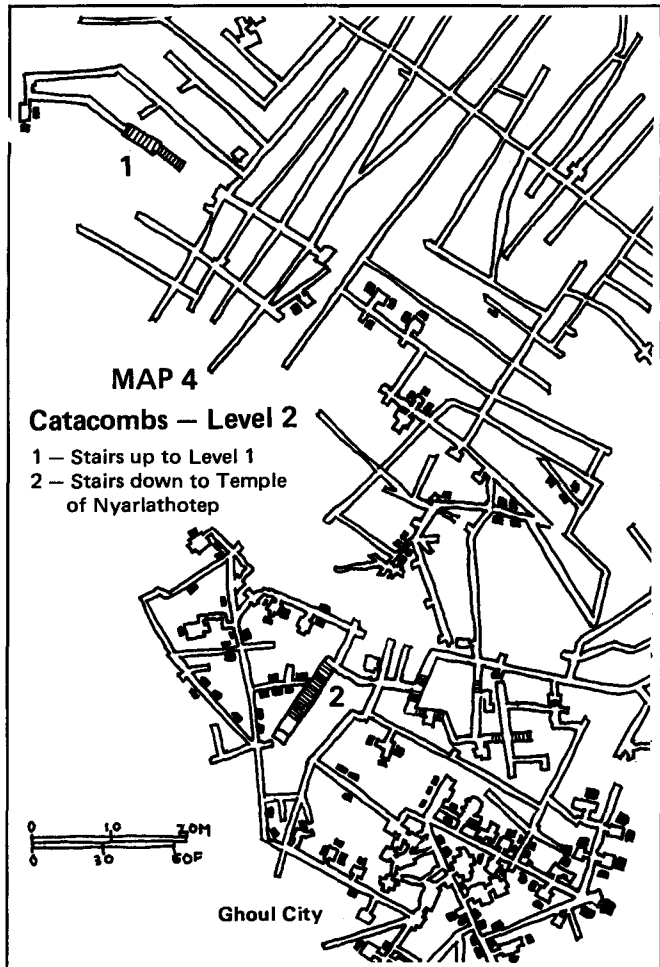 1
MAP 4
Catacombs — Level 2
1 — Stairs up to Level 1
2 — Stairs down to Temple
of Nyarlathotep
2
0 10 20M
0 30 60F
Ghoul City